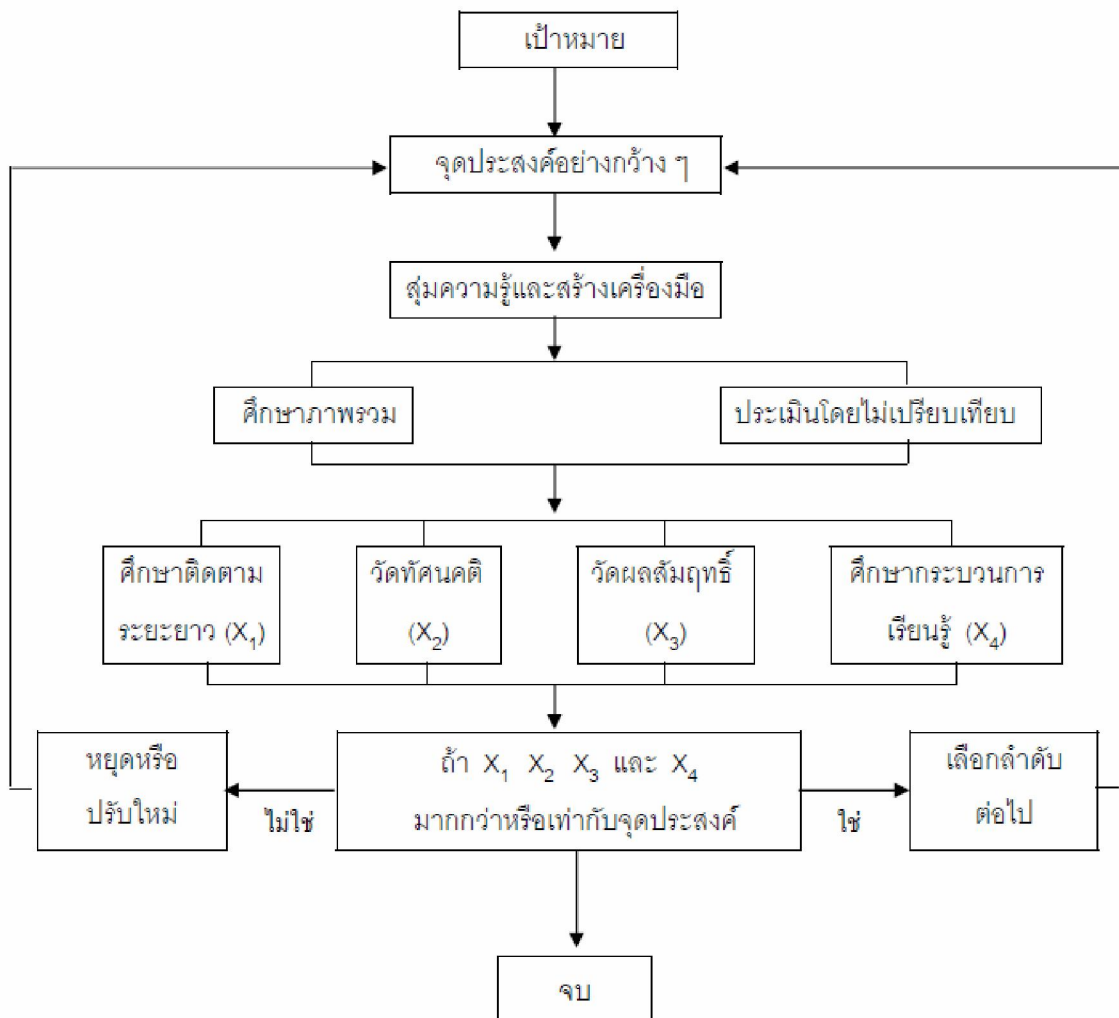 เป้าหมาย
จุดประสงค์อย่างกว้าง ๆ
สุ่มความรู้และสร้างเครื่องมือ
ศึกษาภาพรวม
ประเมินโดยไม่เปรียบเทียบ
ศึกษาติดตาม
ระยะยาว (X₁)
วัดทัศนคติ
(X₂)
วัดผลสัมฤทธิ์
(X₃)
ศึกษากระบวนการ
เรียนรู้ (X₄)
หยุดหรือ
ปรับใหม่
ไม่ใช่
ถ้า X₁ X₂ X₃ และ X₄
มากกว่าหรือเท่ากับจุดประสงค์
ใช่
เลือกลำดับ
ต่อไป
จบ